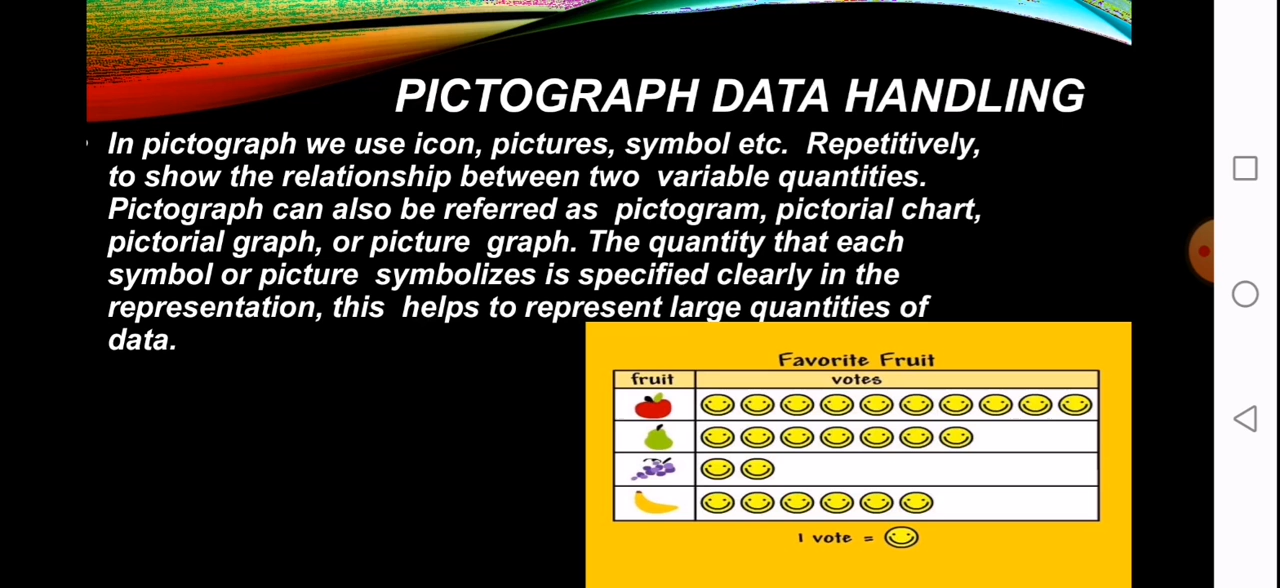 PICTOGRAPH DATA HANDLING
In pictograph we use icon, pictures, symbol etc. Repetitively,
to show the relationship between two variable quantities.
Pictograph can also be referred as pictogram, pictorial chart,
pictorial graph, or picture graph. The quantity that each
symbol or picture symbolizes is specified clearly in the
representation, this helps to represent large quantities of
data.
Favorite Fruit
fruit votes
1 vote =